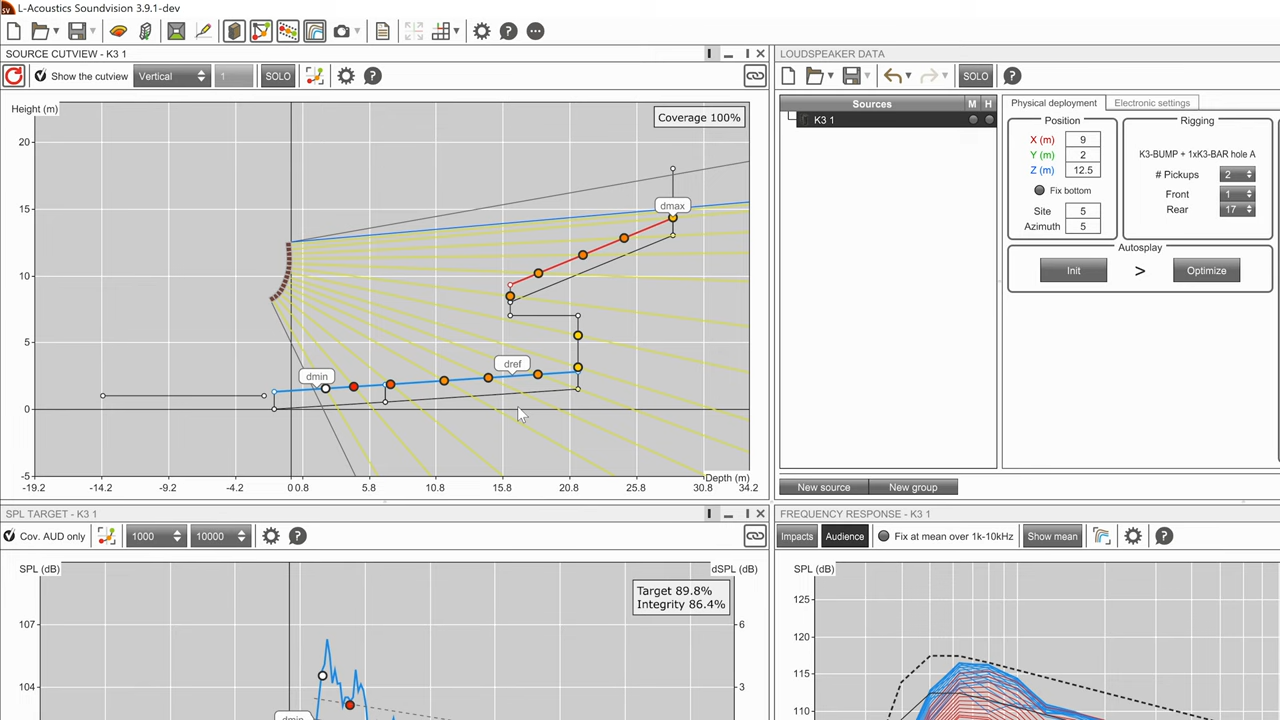 L-Acoustics Soundvision 3.9.1-dev
SOURCE CUTVIEW - K3 1
Show the cutview
Vertical
1
SOLO
Height (m)
Coverage 100%
20
15
10
5
0
-5
dmax
dref
dmin
Depth (m)
-19.2 -14.2 -9.2 -4.2 0 0.8 5.8 10.8 15.8 20.8 25.8 30.8 34.2
LOUDSPEAKER DATA
SOLO
Sources M H
K3 1
Physical deployment
Electronic settings
Position
X (m) 9
Y (m) 2
Z (m) 12.5
Fix bottom
Site 5
Azimuth 5
Rigging
K3-BUMP + 1xK3-BAR hole A
# Pickups 2
Front 1
Rear 17
Autosplay
Init > Optimize
New source
New group
SPL TARGET - K3 1
Cov. AUD only
1000
10000
SPL (dB)
dSPL (dB)
Target 89.8%
Integrity 86.4%
107
6
104
3
dmin
FREQUENCY RESPONSE - K3 1
Impacts
Audience
Fix at mean over 1k-10kHz
Show mean
SPL (dB)
125
120
115
110